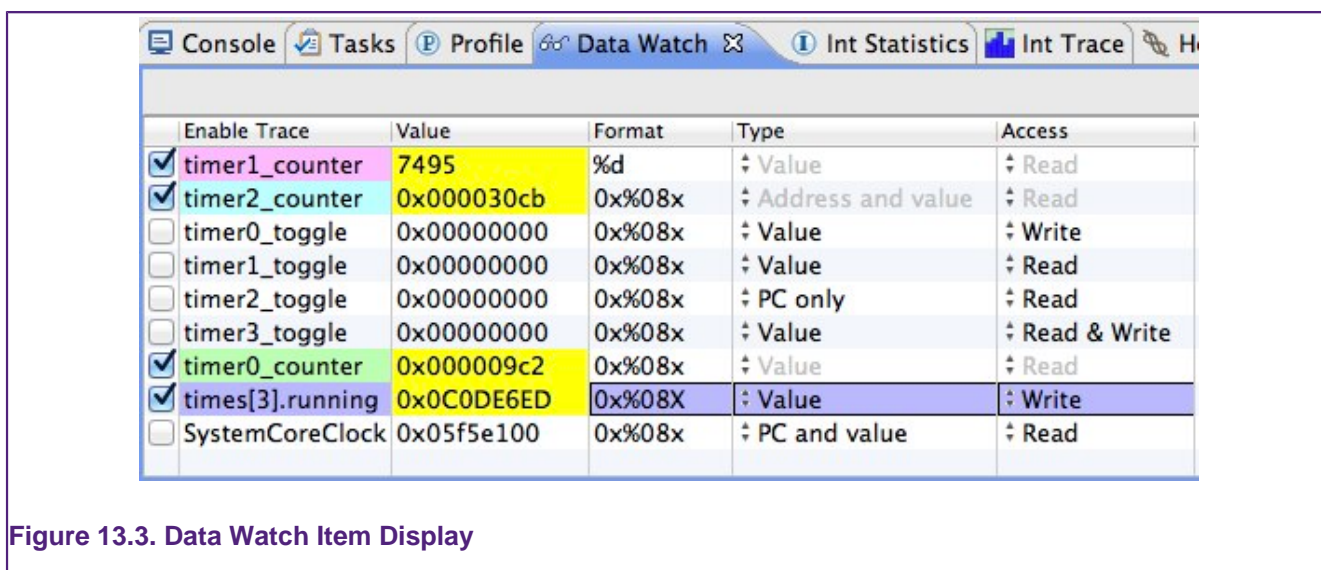 Console Tasks Profile Data Watch Int Statistics Int Trace
Enable Trace Value Format Type Access
timer1_counter 7495 %d Value Read
timer2_counter 0x000030cb 0x%08x Address and value Read
timer0_toggle 0x00000000 0x%08x Value Write
timer1_toggle 0x00000000 0x%08x Value Read
timer2_toggle 0x00000000 0x%08x PC only Read
timer3_toggle 0x00000000 0x%08x Value Read & Write
timer0_counter 0x000009c2 0x%08x Value Read
times[3].running 0x0C0DE6ED 0x%08X Value Write
SystemCoreClock 0x05f5e100 0x%08x PC and value Read
Figure 13.3. Data Watch Item Display